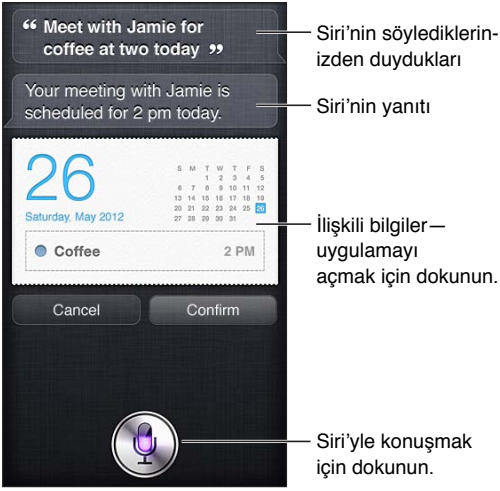 “ Meet with Jamie for
coffee at two today ”
Siri’nin söylediklerin-
izden duydukları
Your meeting with Jamie is
scheduled for 2 pm today.
Siri’nin yanıtı
26
Saturday, May 2012
S M T W T F S
1 2 3 4 5
6 7 8 9 10 11 12
13 14 15 16 17 18 19
20 21 22 23 24 25 26
27 28 29 30 31
Coffee 2 PM
İlişkili bilgiler—
uygulamayı
açmak için dokunun.
Cancel Confirm
Siri’yle konuşmak
için dokunun.